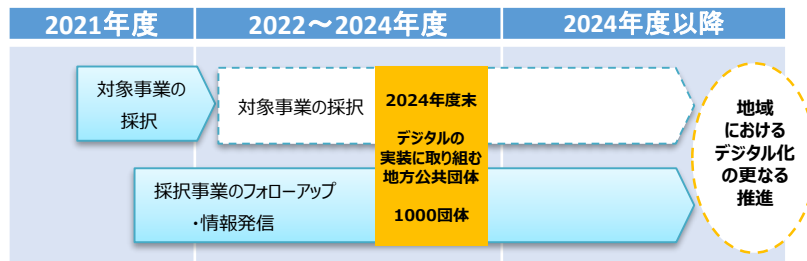 2021年度
2022～2024年度
2024年度以降
対象事業の
採択
対象事業の採択
2024年度末
デジタルの
実装に取り組む
地方公共団体
1000団体
採択事業のフォローアップ
・情報発信
地域
における
デジタル化
の更なる
推進